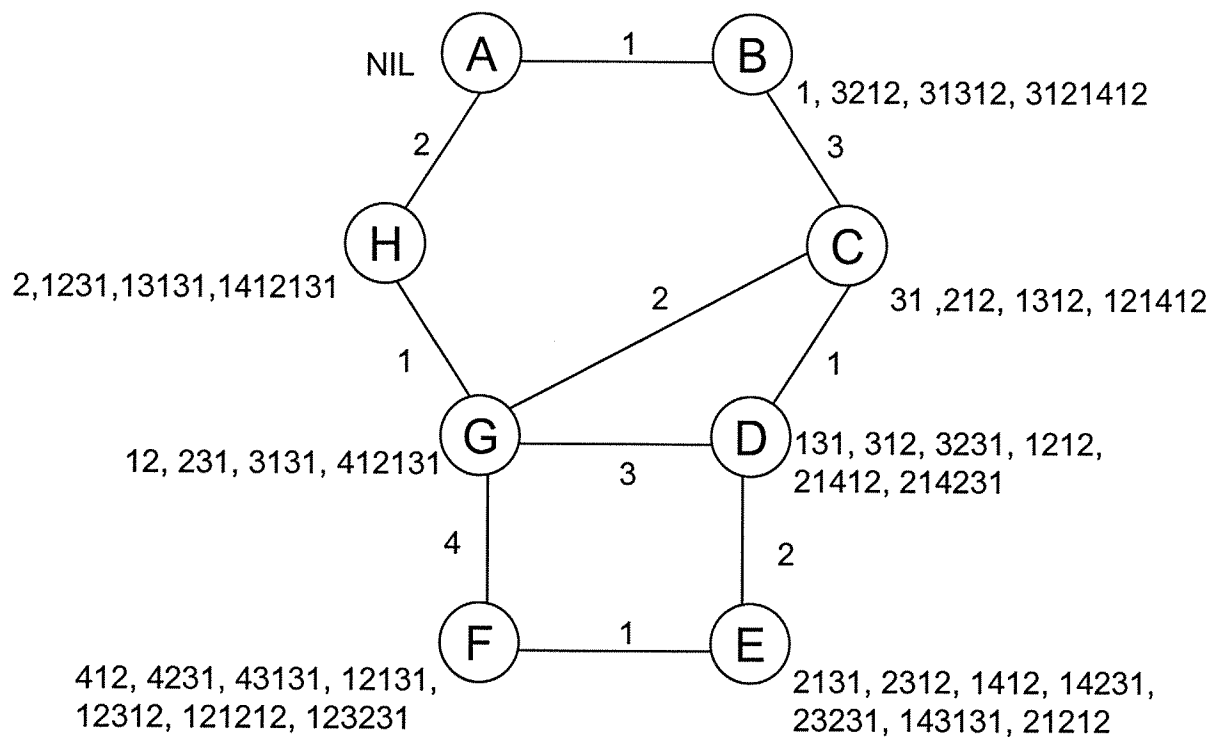 NIL
A
1
B
1, 3212, 31312, 3121412
2
3
H
C
2,1231,13131,1412131
31 ,212, 1312, 121412
2
1
1
G
D
12, 231, 3131, 412131
3
131, 312, 3231, 1212,
21412, 214231
4
2
F
1
E
412, 4231, 43131, 12131,
12312, 121212, 123231
2131, 2312, 1412, 14231,
23231, 143131, 21212